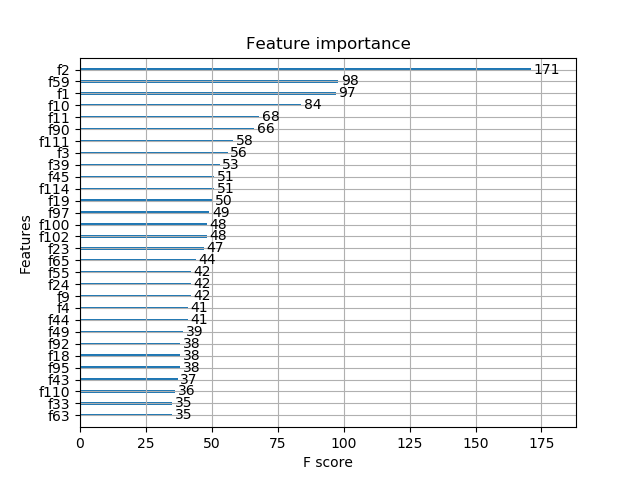 Feature importance
f2 171
f59 98
f1 97
f10 84
f11 68
f90 66
f111 58
f3 56
f39 53
f45 51
f114 51
f19 50
f97 49
f100 48
f102 48
f23 47
f65 44
f55 42
f24 42
f9 42
f4 41
f44 41
f49 39
f92 38
f18 38
f95 38
f43 37
f110 36
f33 35
f63 35
Features
0 25 50 75 100 125 150 175
F score